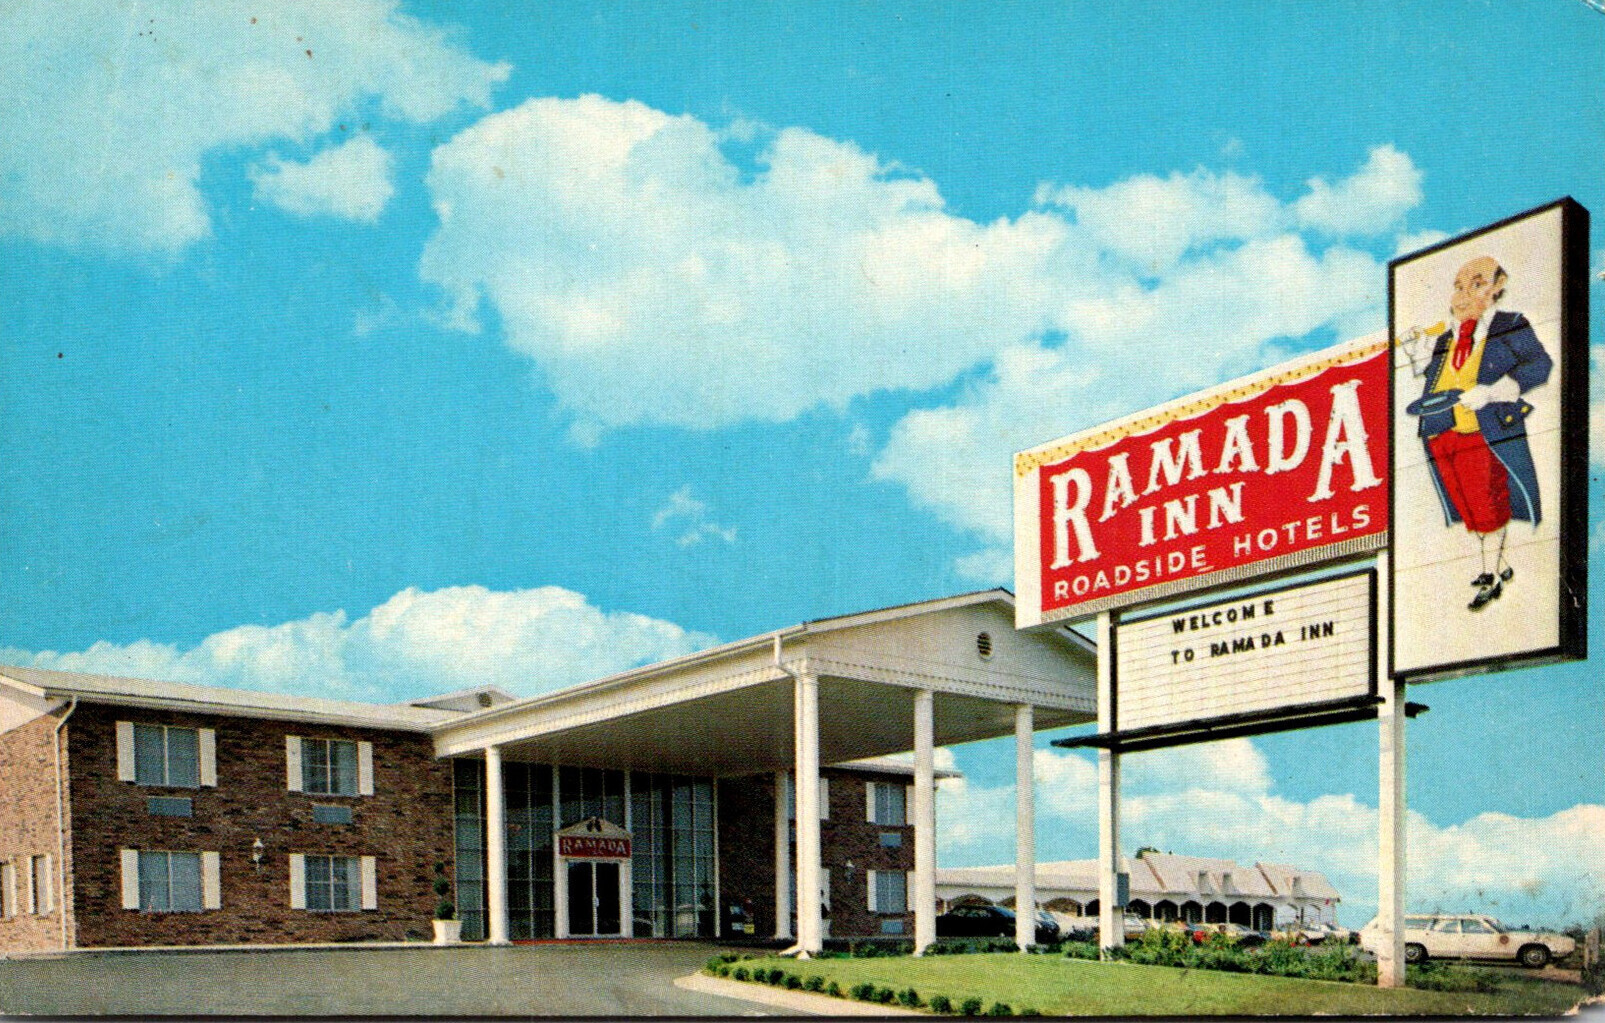 RAMADA
INN
ROADSIDE HOTELS
WELCOME
TO RAMADA INN
RAMADA